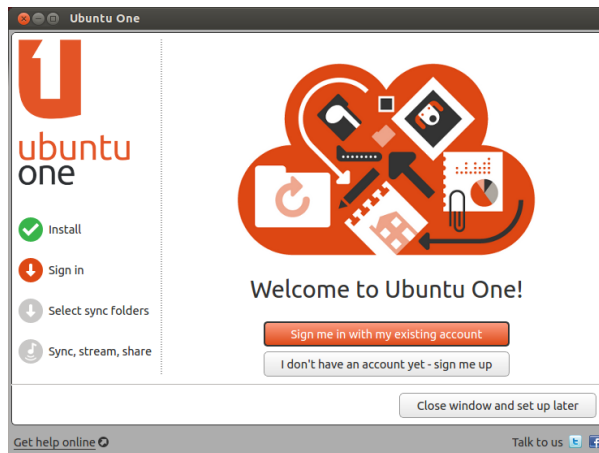 Ubuntu One
ubuntu
one
Install
Sign in
Select sync folders
Sync, stream, share
Welcome to Ubuntu One!
Sign me in with my existing account
I don't have an account yet - sign me up
Close window and set up later
Get help online
Talk to us